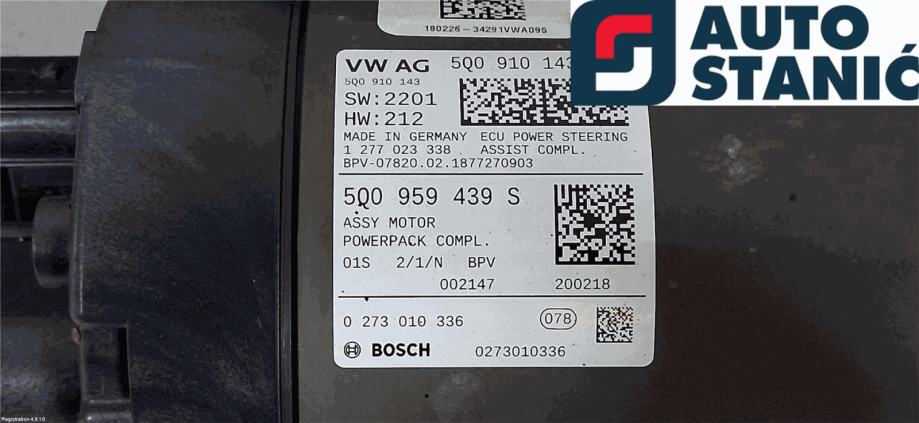 180226-34291VWA09S
AUTO
STANIĆ
VW AG 5Q0 910 143
5Q0 910 143
SW:2201
HW:212
MADE IN GERMANY ECU POWER STEERING
1 277 023 338 ASSIST COMPL.
BPV-07820.02.1877270903
5Q0 959 439 S
ASSY MOTOR
POWERPACK COMPL.
01S 2/1/N BPV
002147 200218
0 273 010 336 078
BOSCH 0273010336
Registration 4.9.1.0